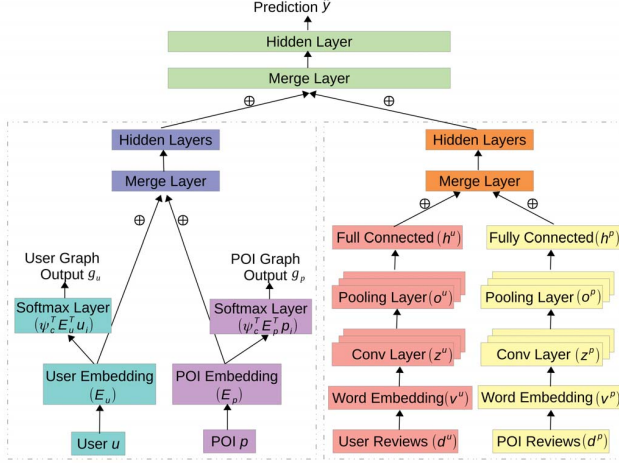 Prediction ŷ
Hidden Layer
Merge Layer
⊕ ⊕
Hidden Layers
Merge Layer
⊕ ⊕
User Graph
Output g_u
POI Graph
Output g_p
Softmax Layer
(ψ_c^T E_u^T u_i)
Softmax Layer
(ψ_c^T E_p^T p_i)
User Embedding
(E_u)
POI Embedding
(E_p)
User u
POI p
Hidden Layers
Merge Layer
⊕ ⊕
Full Connected (h^u)
Pooling Layer (o^u)
Conv Layer (z^u)
Word Embedding (v^u)
User Reviews (d^u)
Fully Connected (h^p)
Pooling Layer (o^p)
Conv Layer (z^p)
Word Embedding (v^p)
POI Reviews (d^p)